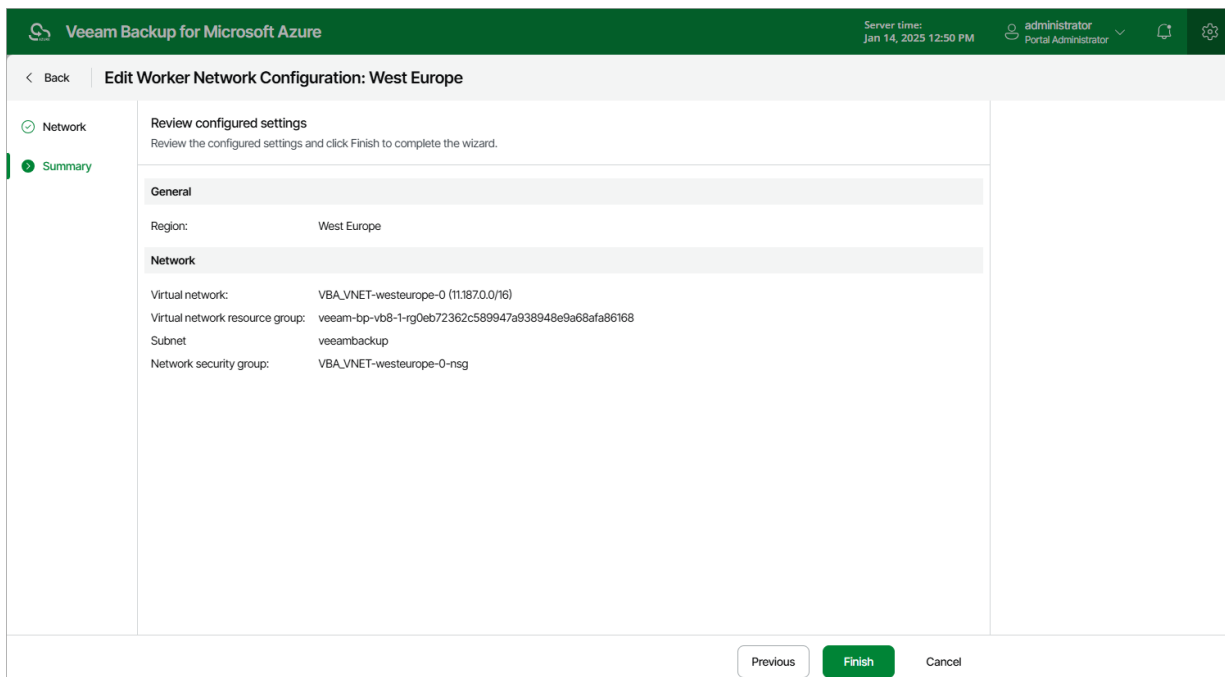 Veeam Backup for Microsoft Azure
Server time:
Jan 14, 2025 12:50 PM
administrator
Portal Administrator
Back
Edit Worker Network Configuration: West Europe
Network
Summary
Review configured settings
Review the configured settings and click Finish to complete the wizard.
General
Region: West Europe
Network
Virtual network: VBA_VNET-westeurope-0 (11.187.0.0/16)
Virtual network resource group: veeam-bp-vb8-1-rg0eb72362c589947a938948e9a68afa86168
Subnet veeambackup
Network security group: VBA_VNET-westeurope-0-nsg
Previous Finish Cancel